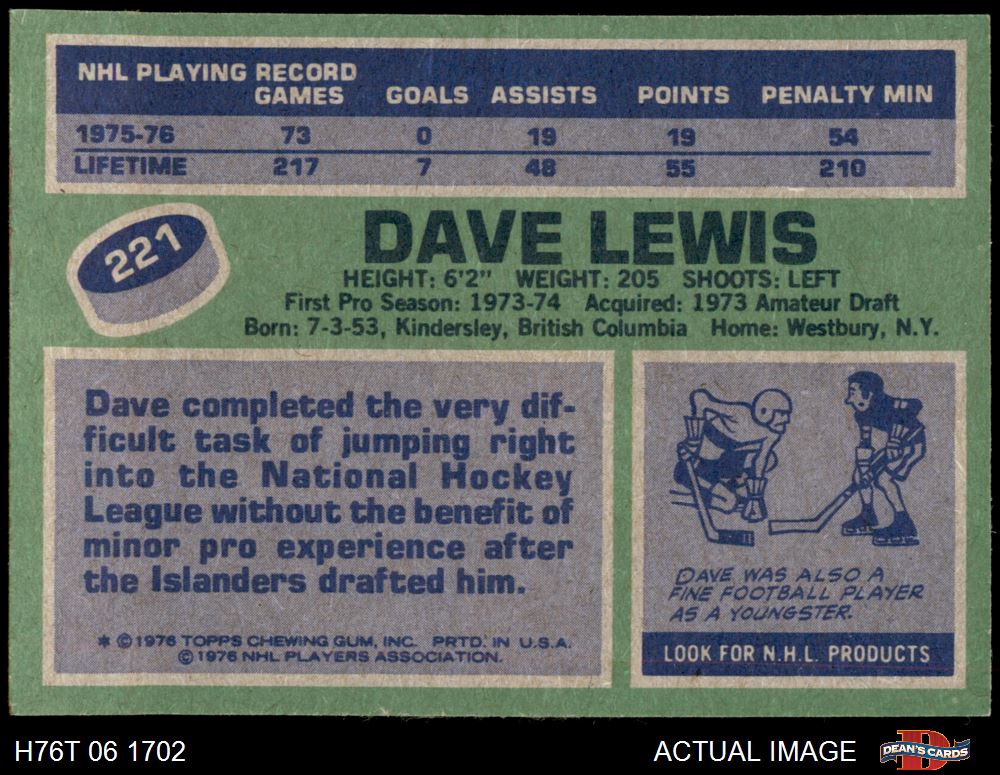 NHL PLAYING RECORD
GAMES GOALS ASSISTS POINTS PENALTY MIN
1975-76 73 0 19 19 54
LIFETIME 217 7 48 55 210
221
DAVE LEWIS
HEIGHT: 6'2" WEIGHT: 205 SHOOTS: LEFT
First Pro Season: 1973-74 Acquired: 1973 Amateur Draft
Born: 7-3-53, Kindersley, British Columbia Home: Westbury, N.Y.
Dave completed the very dif-
ficult task of jumping right
into the National Hockey
League without the benefit of
minor pro experience after
the Islanders drafted him.
* © 1976 TOPPS CHEWING GUM, INC. PRTD. IN U.S.A.
© 1976 NHL PLAYERS ASSOCIATION.
DAVE WAS ALSO A
FINE FOOTBALL PLAYER
AS A YOUNGSTER.
LOOK FOR N.H.L. PRODUCTS
H76T 06 1702 ACTUAL IMAGE DEAN'S CARDS